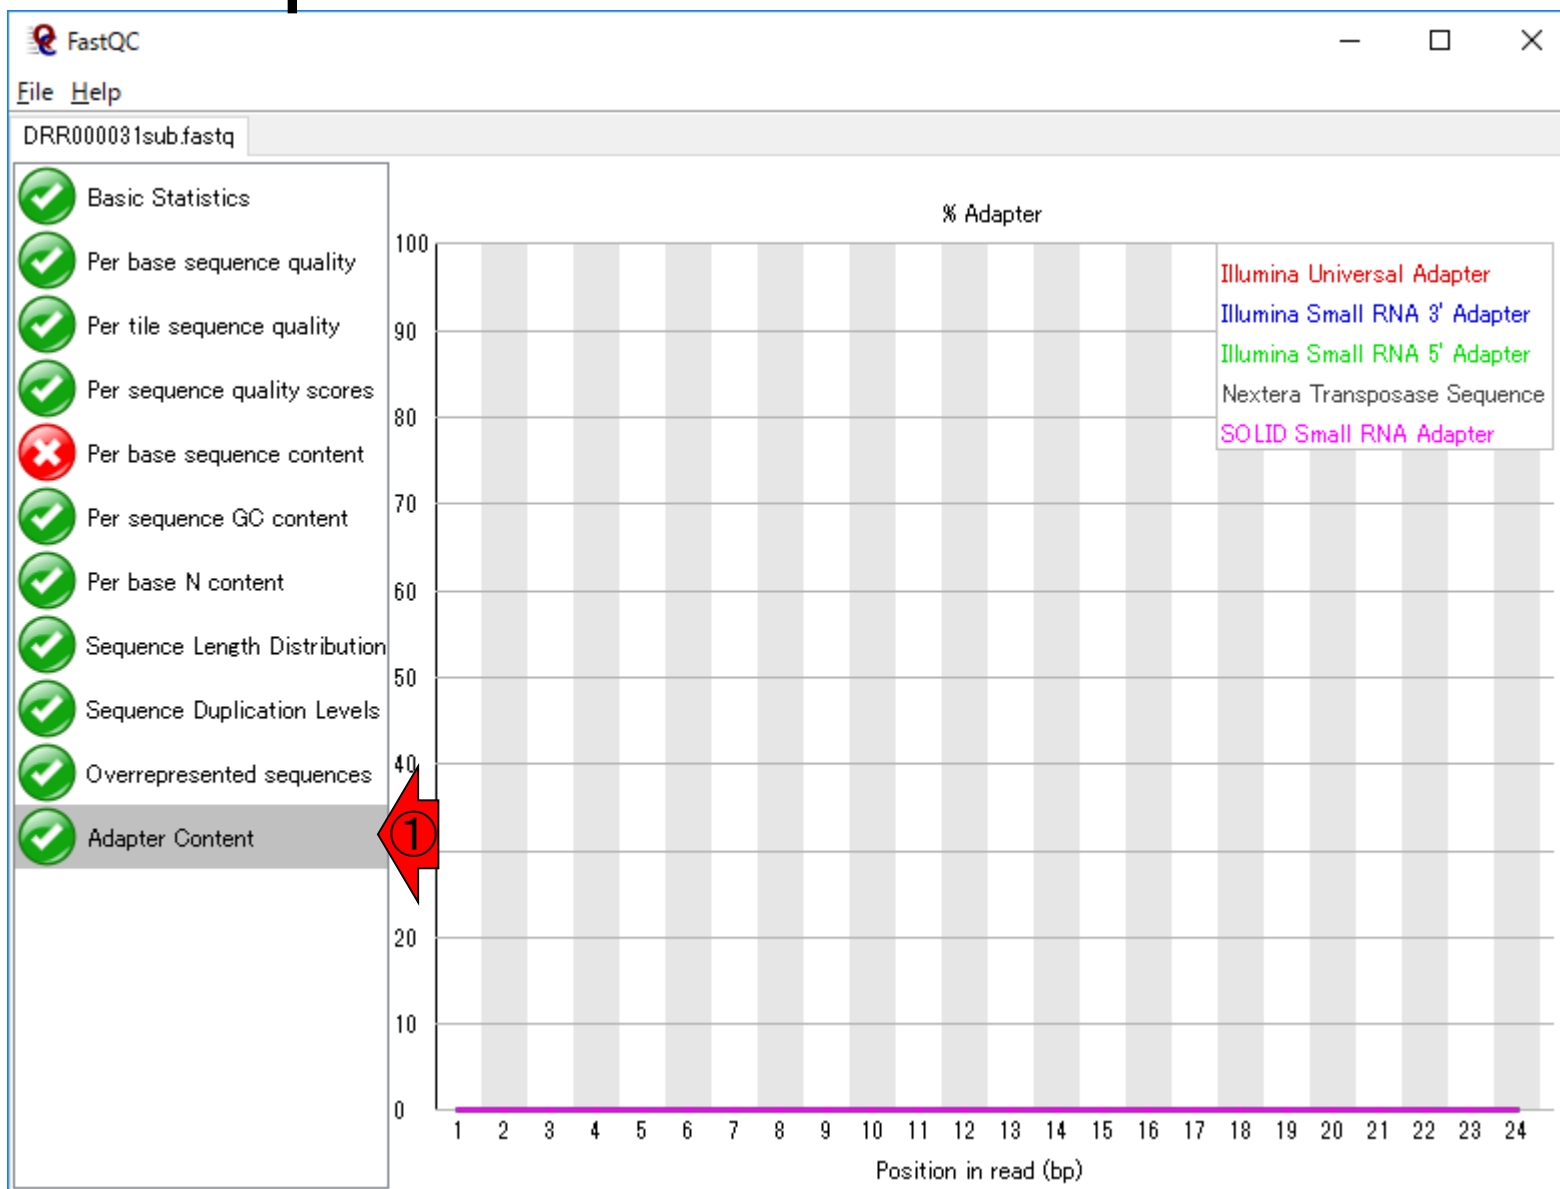 FastQC
File Help
DRR000031sub.fastq
Basic Statistics
Per base sequence quality
Per tile sequence quality
Per sequence quality scores
Per base sequence content
Per sequence GC content
Per base N content
Sequence Length Distribution
Sequence Duplication Levels
Overrepresented sequences
Adapter Content
①
% Adapter
100
90
80
70
60
50
40
20
10
0
Illumina Universal Adapter
Illumina Small RNA 3' Adapter
Illumina Small RNA 5' Adapter
Nextera Transposase Sequence
SOLID Small RNA Adapter
1 2 3 4 5 6 7 8 9 10 11 12 13 14 15 16 17 18 19 20 21 22 23 24
Position in read (bp)